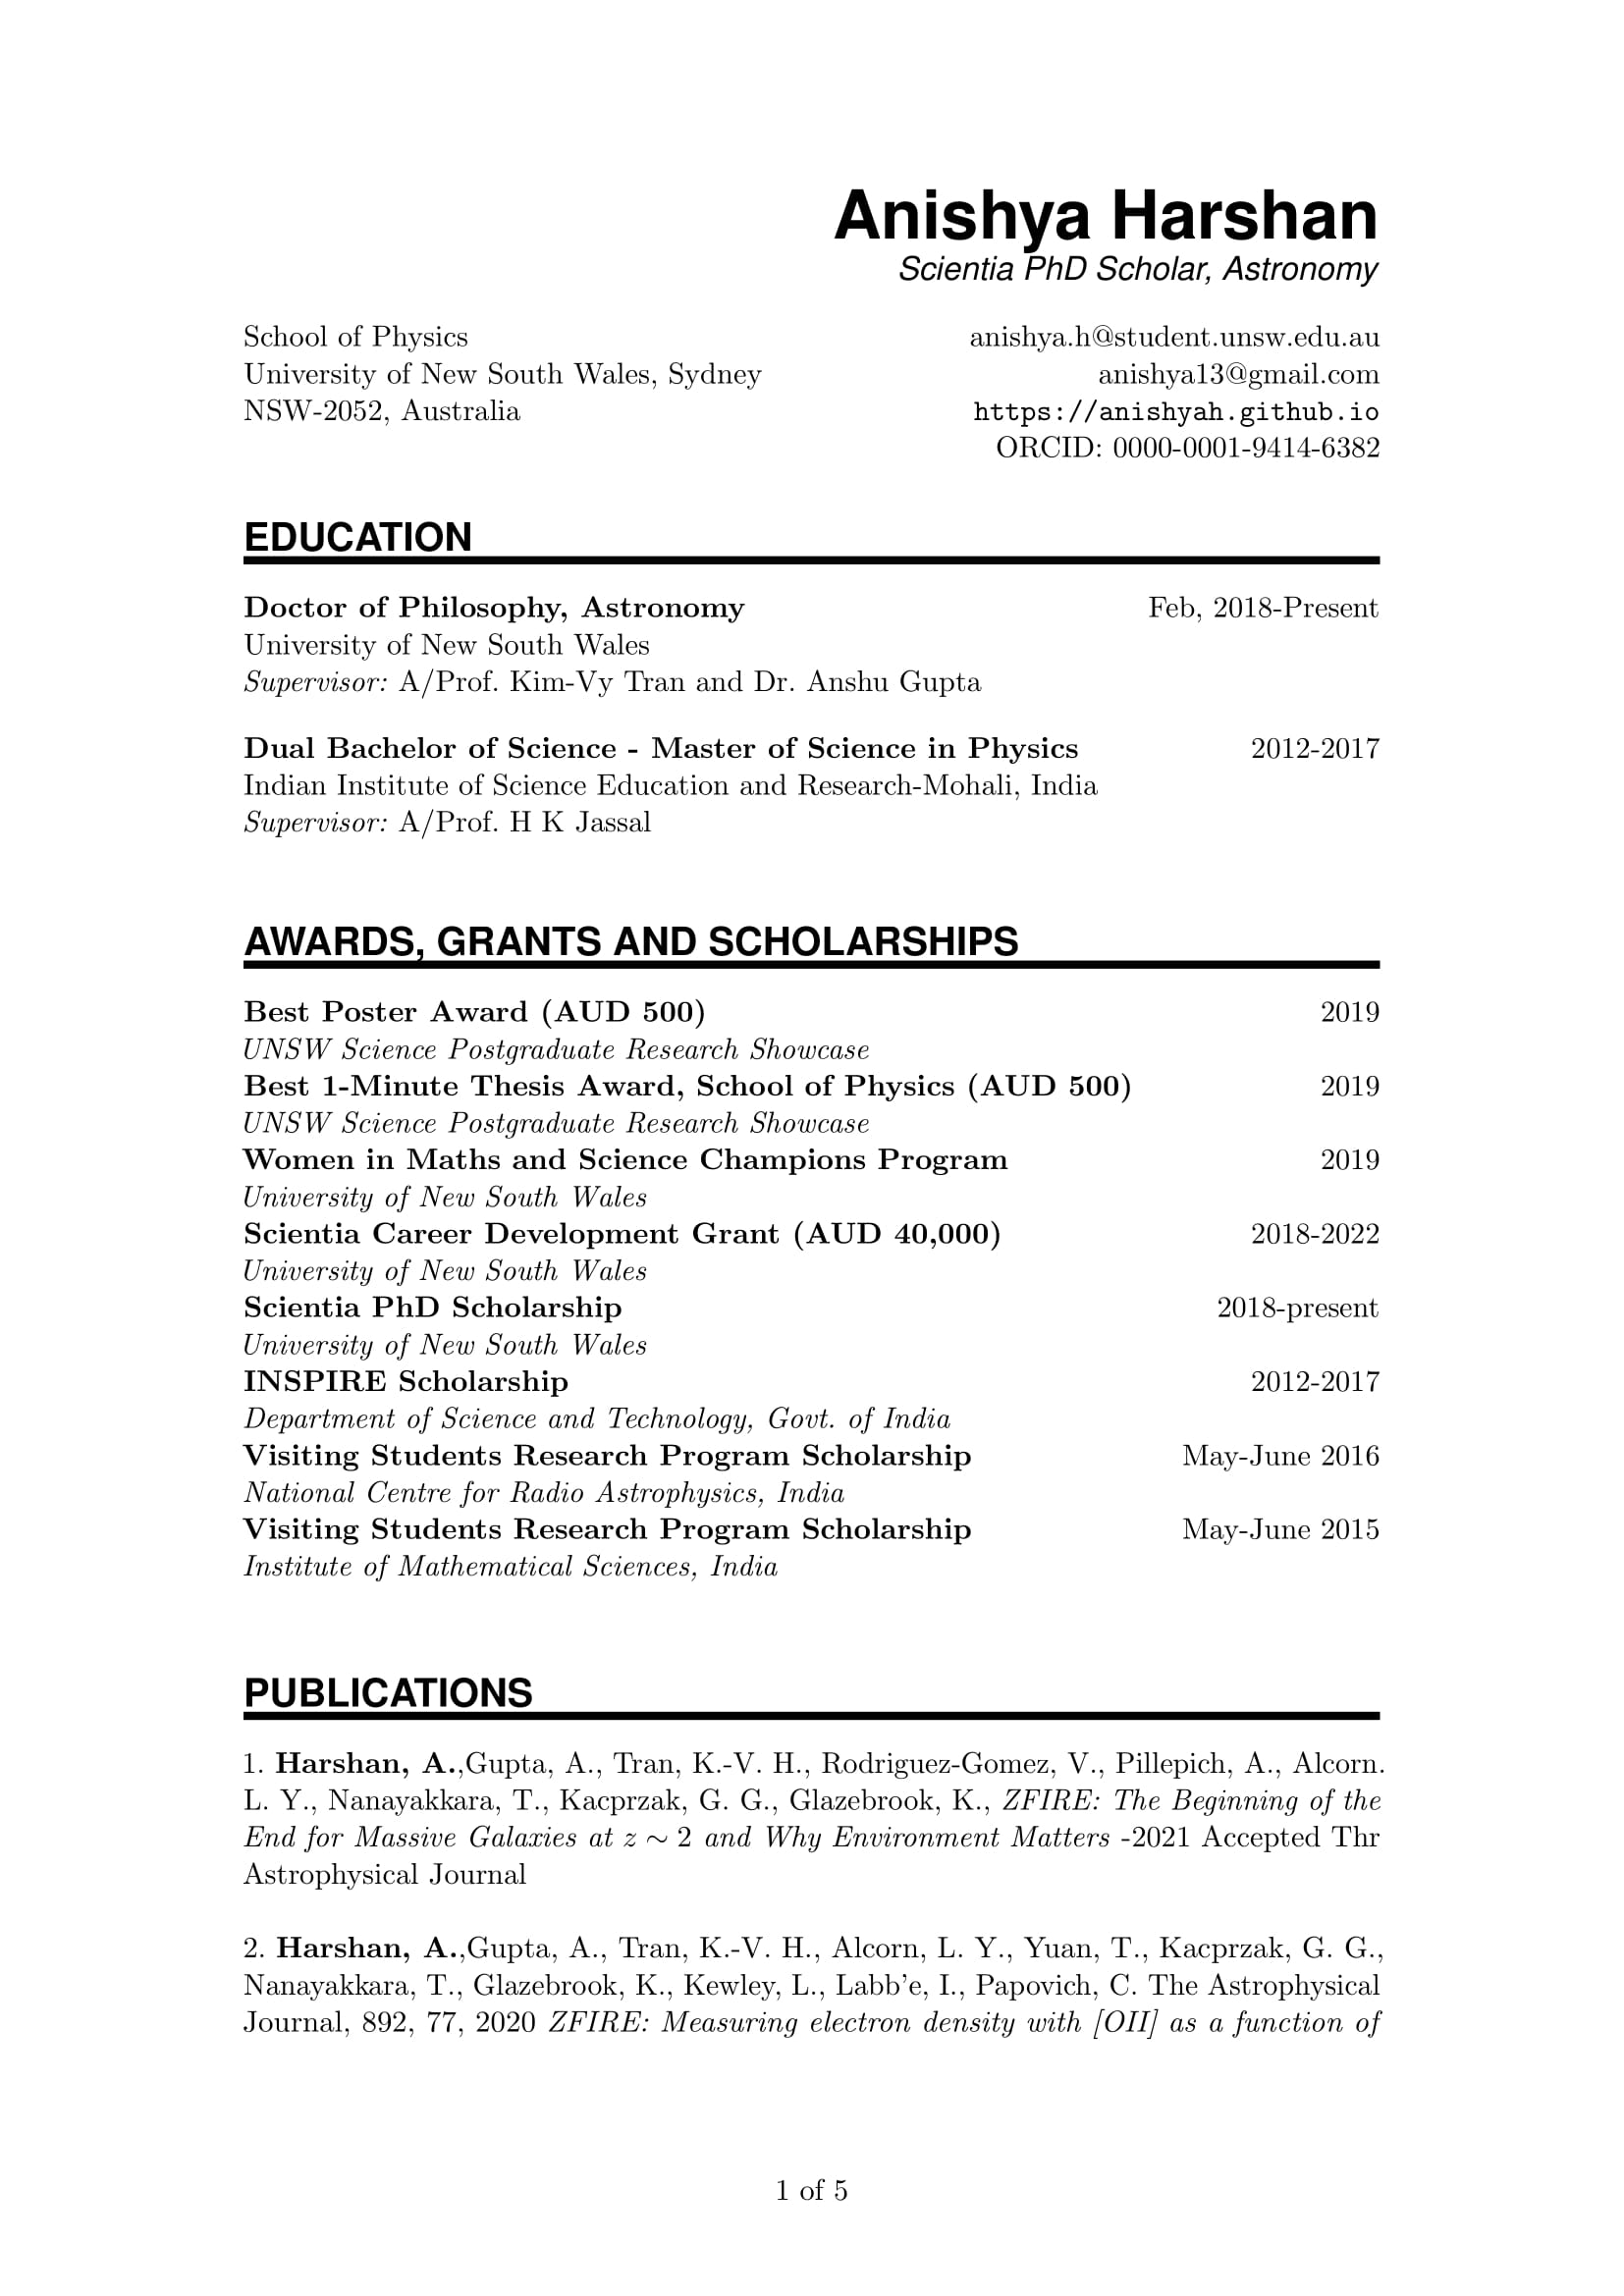 Anishya Harshan
Scientia PhD Scholar, Astronomy
School of Physics
University of New South Wales, Sydney
NSW-2052, Australia
anishya.h@student.unsw.edu.au
anishya13@gmail.com
https://anishyah.github.io
ORCID: 0000-0001-9414-6382
EDUCATION
Doctor of Philosophy, Astronomy Feb, 2018-Present
University of New South Wales
Supervisor: A/Prof. Kim-Vy Tran and Dr. Anshu Gupta
Dual Bachelor of Science - Master of Science in Physics 2012-2017
Indian Institute of Science Education and Research-Mohali, India
Supervisor: A/Prof. H K Jassal
AWARDS, GRANTS AND SCHOLARSHIPS
Best Poster Award (AUD 500) 2019
UNSW Science Postgraduate Research Showcase
Best 1-Minute Thesis Award, School of Physics (AUD 500) 2019
UNSW Science Postgraduate Research Showcase
Women in Maths and Science Champions Program 2019
University of New South Wales
Scientia Career Development Grant (AUD 40,000) 2018-2022
University of New South Wales
Scientia PhD Scholarship 2018-present
University of New South Wales
INSPIRE Scholarship 2012-2017
Department of Science and Technology, Govt. of India
Visiting Students Research Program Scholarship May-June 2016
National Centre for Radio Astrophysics, India
Visiting Students Research Program Scholarship May-June 2015
Institute of Mathematical Sciences, India
PUBLICATIONS
1. Harshan, A.,Gupta, A., Tran, K.-V. H., Rodriguez-Gomez, V., Pillepich, A., Alcorn.
L. Y., Nanayakkara, T., Kacprzak, G. G., Glazebrook, K., ZFIRE: The Beginning of the
End for Massive Galaxies at z ∼ 2 and Why Environment Matters -2021 Accepted Thr
Astrophysical Journal
2. Harshan, A.,Gupta, A., Tran, K.-V. H., Alcorn, L. Y., Yuan, T., Kacprzak, G. G.,
Nanayakkara, T., Glazebrook, K., Kewley, L., Labb'e, I., Papovich, C. The Astrophysical
Journal, 892, 77, 2020 ZFIRE: Measuring electron density with [OII] as a function of
1 of 5